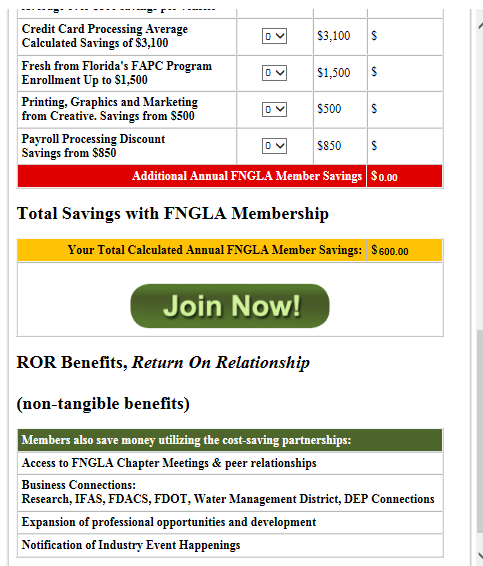 Credit Card Processing Average
Calculated Savings of $3,100
0
$3,100
$
Fresh from Florida's FAPC Program
Enrollment Up to $1,500
0
$1,500
$
Printing, Graphics and Marketing
from Creative. Savings from $500
0
$500
$
Payroll Processing Discount
Savings from $850
0
$850
$
Additional Annual FNGLA Member Savings $0.00
Total Savings with FNGLA Membership
Your Total Calculated Annual FNGLA Member Savings: $600.00
Join Now!
ROR Benefits, Return On Relationship
(non-tangible benefits)
Members also save money utilizing the cost-saving partnerships:
Access to FNGLA Chapter Meetings & peer relationships
Business Connections:
Research, IFAS, FDACS, FDOT, Water Management District, DEP Connections
Expansion of professional opportunities and development
Notification of Industry Event Happenings